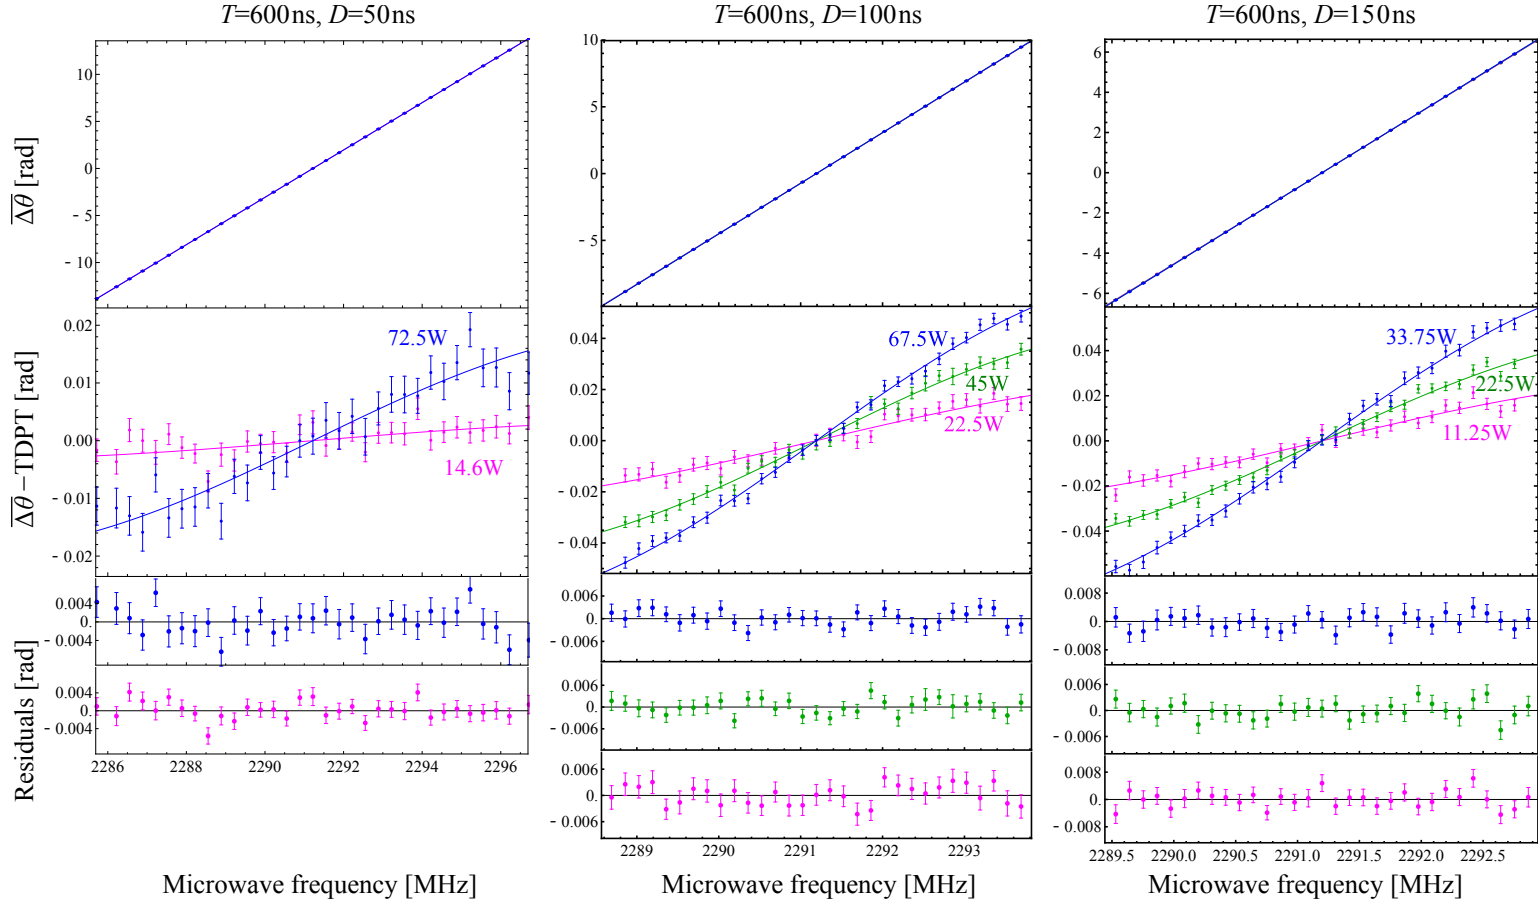 T=600ns, D=50ns
T=600ns, D=100ns
T=600ns, D=150ns
Δθ [rad]
10
5
0
- 5
- 10
10
5
0
- 5
6
4
2
0
- 2
- 4
- 6
Δθ −TDPT [rad]
0.02
0.01
0.00
- 0.01
- 0.02
72.5W
14.6W
0.04
0.02
0.00
- 0.02
- 0.04
67.5W
45W
22.5W
0.04
0.02
0.00
- 0.02
- 0.04
33.75W
22.5W
11.25W
Residuals [rad]
0.004
0.
- 0.004
0.004
0.
- 0.004
2286 2288 2290 2292 2294 2296
0.006
0.
- 0.006
0.006
0.
- 0.006
0.006
0.
- 0.006
2289 2290 2291 2292 2293
0.008
0.
- 0.008
0.006
0.
- 0.006
0.008
0.
- 0.008
2289.5 2290.0 2290.5 2291.0 2291.5 2292.0 2292.5
Microwave frequency [MHz]
Microwave frequency [MHz]
Microwave frequency [MHz]